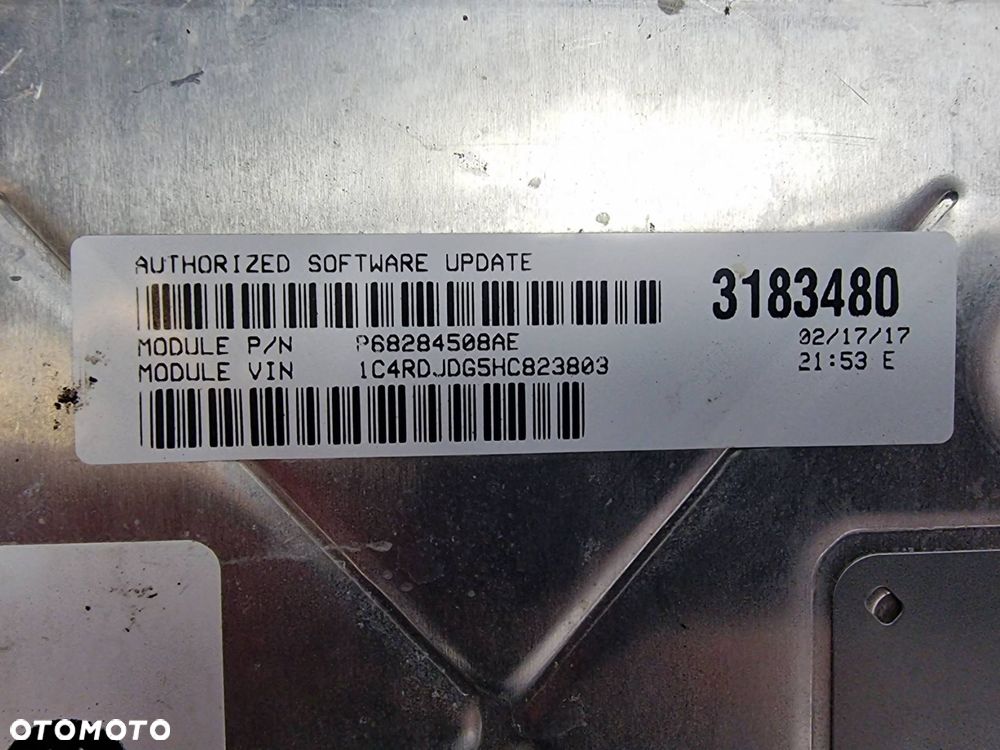 AUTHORIZED SOFTWARE UPDATE
3183480
MODULE P/N P68284508AE
02/17/17
MODULE VIN 1C4RDJDG5HC823803
21:53 E
OTOMOTO